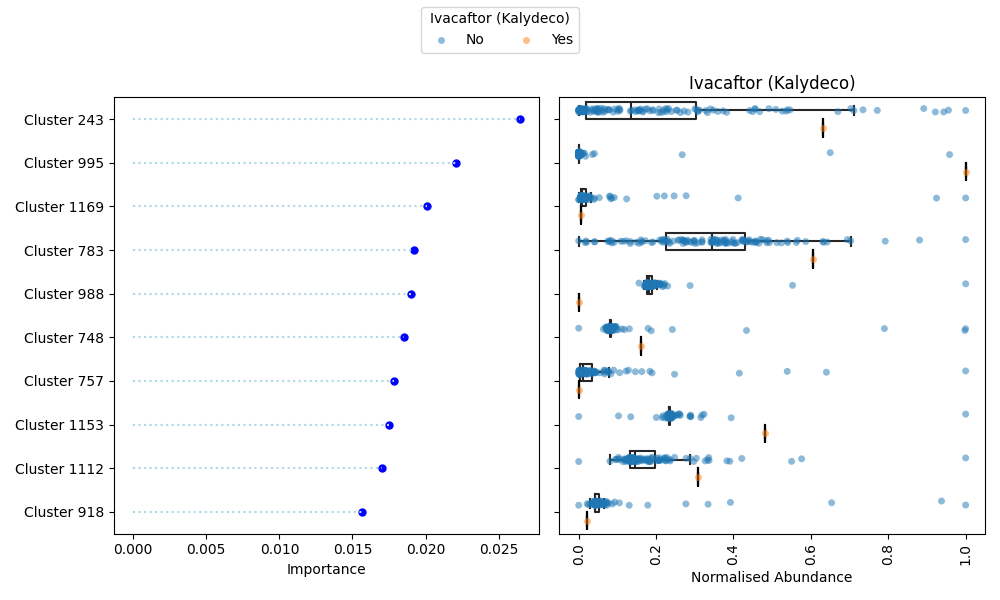 Ivacaftor (Kalydeco)
No Yes
Ivacaftor (Kalydeco)
Cluster 243
Cluster 995
Cluster 1169
Cluster 783
Cluster 988
Cluster 748
Cluster 757
Cluster 1153
Cluster 1112
Cluster 918
0.000 0.005 0.010 0.015 0.020 0.025
Importance
0.0 0.2 0.4 0.6 0.8 1.0
Normalised Abundance